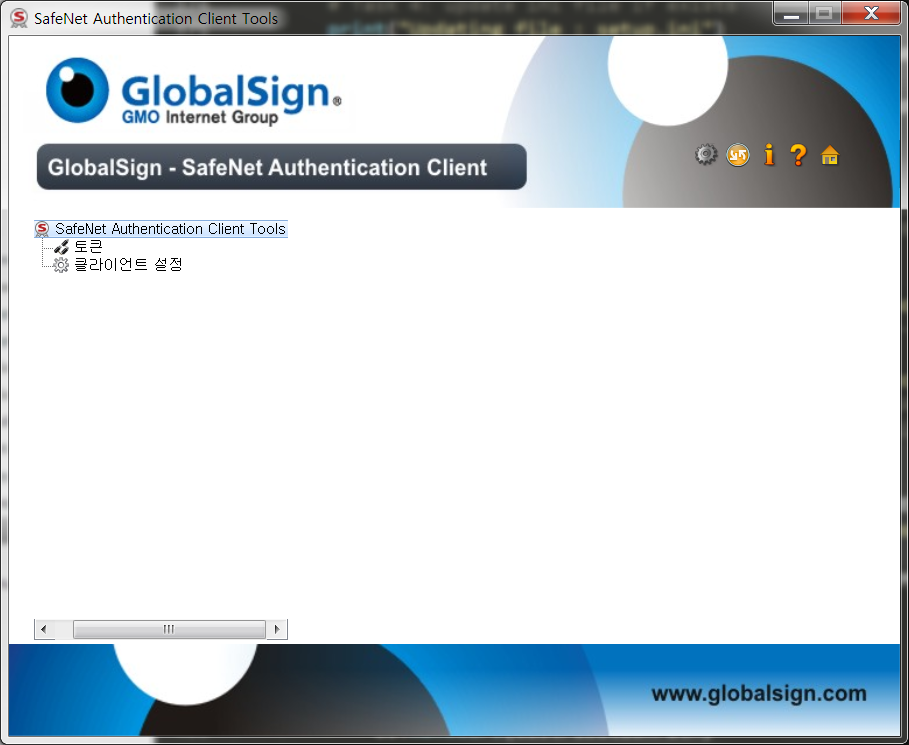 SafeNet Authentication Client Tools
GlobalSign®
GMO Internet Group
GlobalSign - SafeNet Authentication Client
SafeNet Authentication Client Tools
토큰
클라이언트 설정
www.globalsign.com